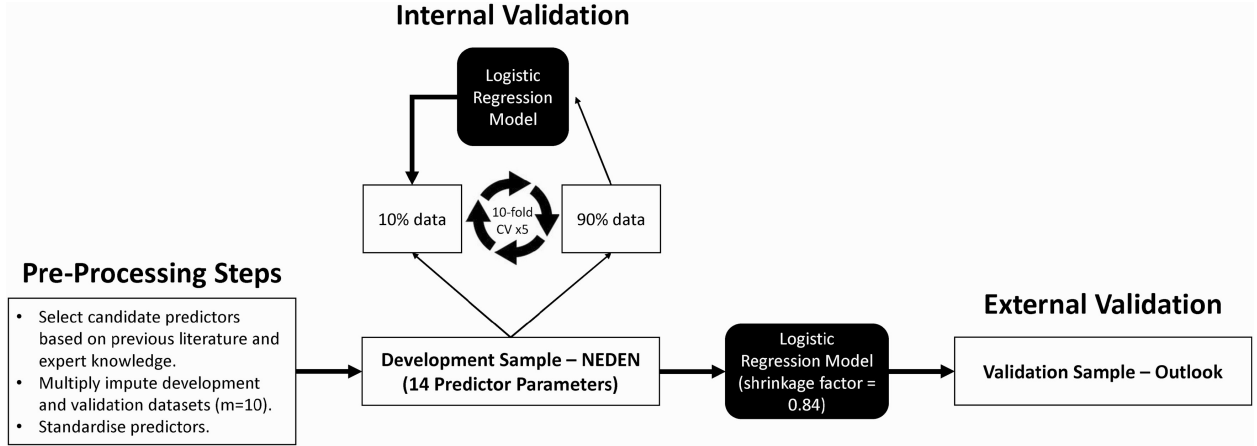 Internal Validation
Logistic
Regression
Model
10% data
10-fold
CV x5
90% data
Pre-Processing Steps
• Select candidate predictors
based on previous literature and
expert knowledge.
• Multiply impute development
and validation datasets (m=10).
• Standardise predictors.
Development Sample – NEDEN
(14 Predictor Parameters)
Logistic
Regression Model
(shrinkage factor =
0.84)
External Validation
Validation Sample – Outlook